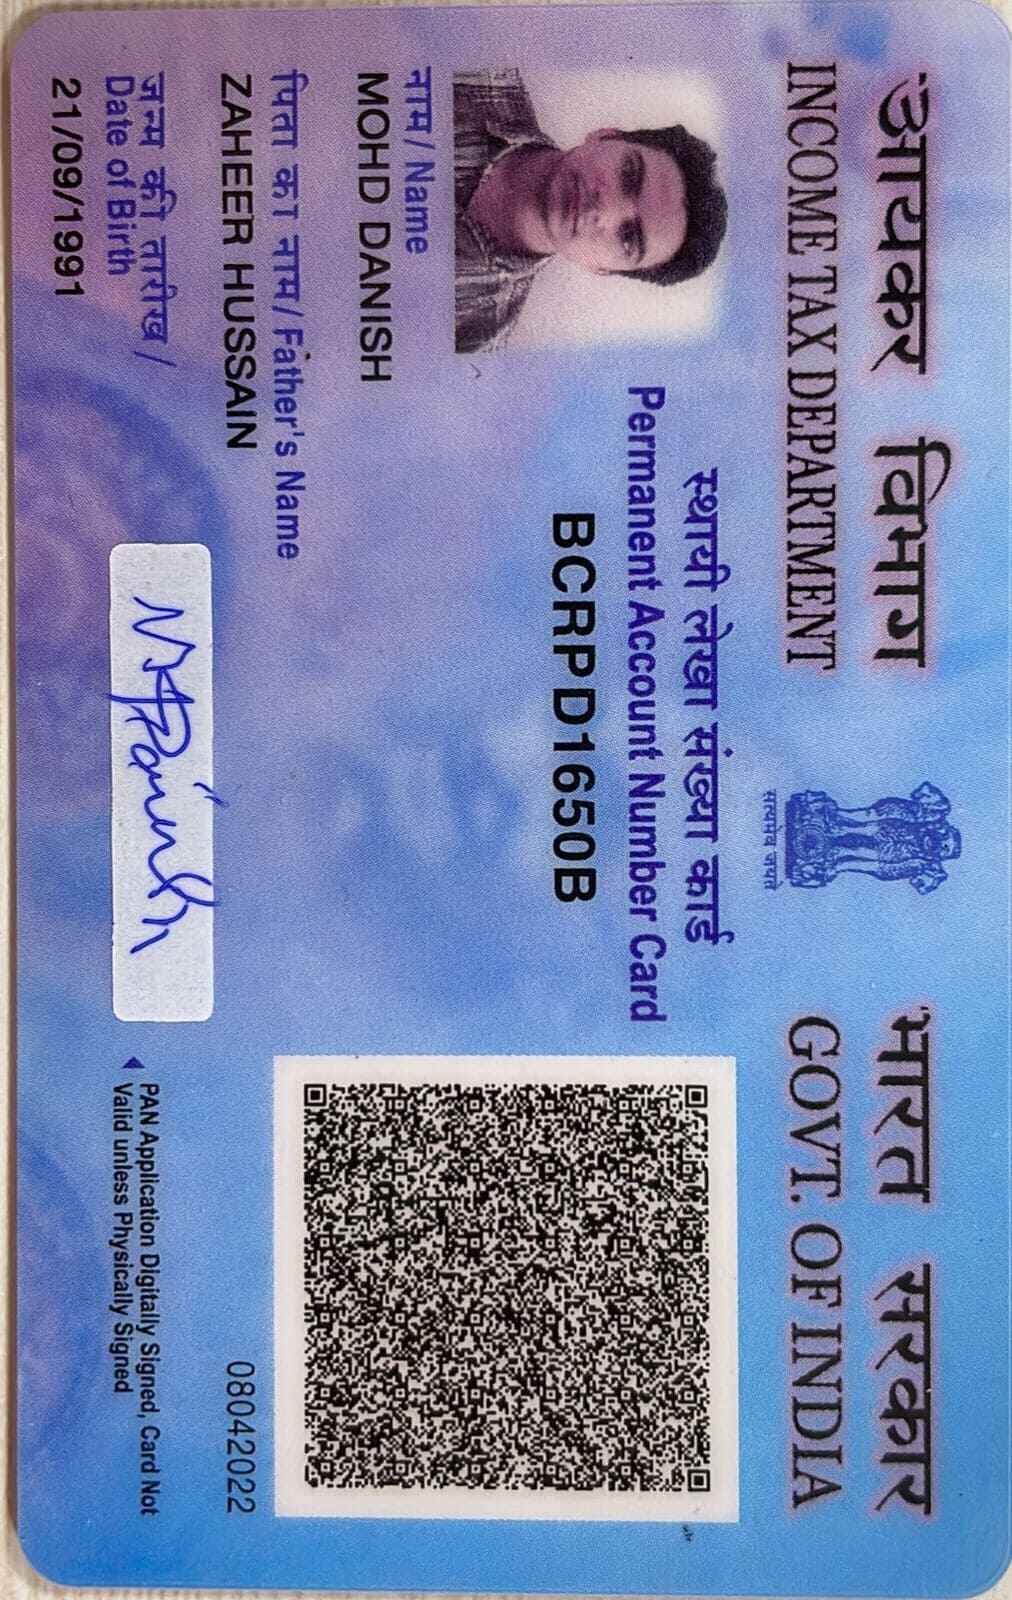 आयकर विभाग
INCOME TAX DEPARTMENT
सत्यमेव जयते
भारत सरकार
GOVT. OF INDIA
स्थायी लेखा संख्या कार्ड
Permanent Account Number Card
BCRPD1650B
नाम/ Name
MOHD DANISH
पिता का नाम/ Father's Name
ZAHEER HUSSAIN
जन्म की तारीख /
Date of Birth
21/09/1991
08042022
PAN Application Digitally Signed, Card Not
Valid unless Physically Signed